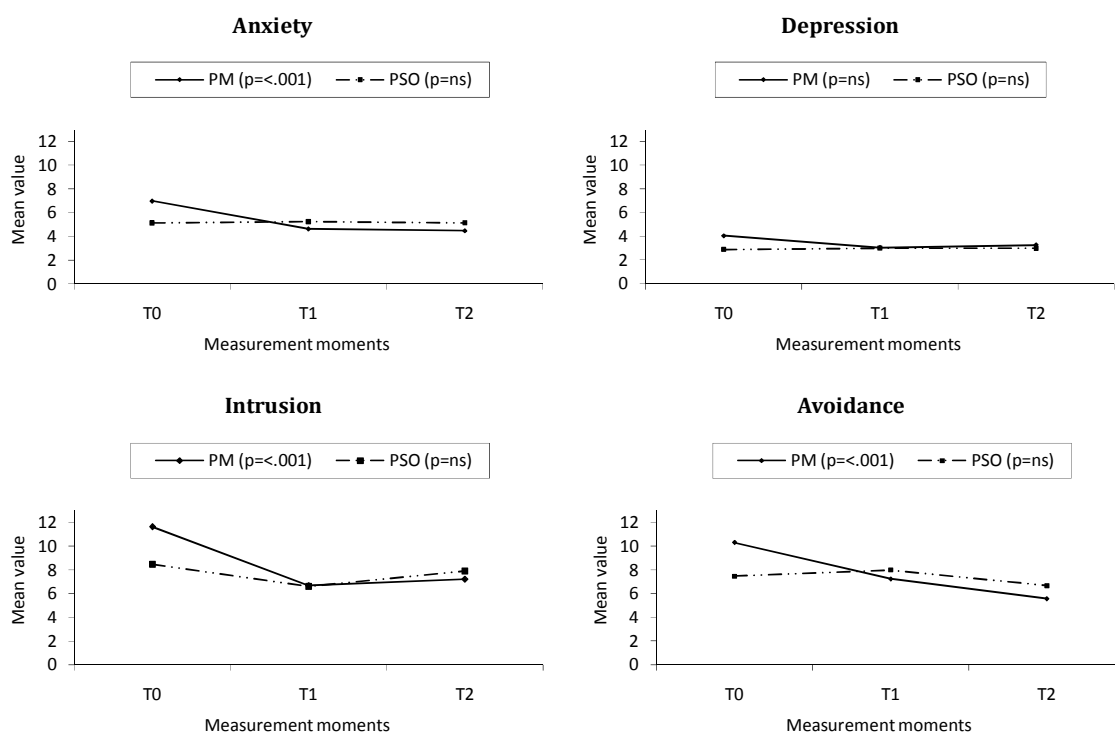 Anxiety
PM (p=<.001) PSO (p=ns)
Mean value
12
10
8
6
4
2
0
T0 T1 T2
Measurement moments
Depression
PM (p=ns) PSO (p=ns)
Mean value
12
10
8
6
4
2
0
T0 T1 T2
Measurement moments
Intrusion
PM (p=<.001) PSO (p=ns)
Mean value
12
10
8
6
4
2
0
T0 T1 T2
Measurement moments
Avoidance
PM (p=<.001) PSO (p=ns)
Mean value
12
10
8
6
4
2
0
T0 T1 T2
Measurement moments